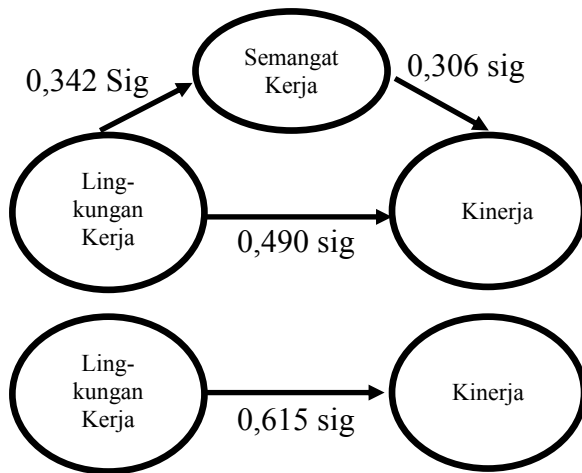 Semangat
Kerja
0,342 Sig
0,306 sig
Ling-
kungan
Kerja
Kinerja
0,490 sig
Ling-
kungan
Kerja
Kinerja
0,615 sig